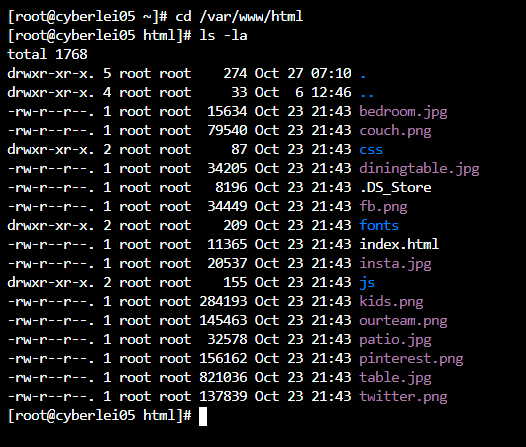 [root@cyberlei05 ~]# cd /var/www/html
[root@cyberlei05 html]# ls -la
total 1768
drwxr-xr-x. 5 root root    274 Oct 27 07:10 .
drwxr-xr-x. 4 root root     33 Oct  6 12:46 ..
-rw-r--r--. 1 root root  15634 Oct 23 21:43 bedroom.jpg
-rw-r--r--. 1 root root  79540 Oct 23 21:43 couch.png
drwxr-xr-x. 2 root root     87 Oct 23 21:43 css
-rw-r--r--. 1 root root  34205 Oct 23 21:43 diningtable.jpg
-rw-r--r--. 1 root root   8196 Oct 23 21:43 .DS_Store
-rw-r--r--. 1 root root  34449 Oct 23 21:43 fb.png
drwxr-xr-x. 2 root root    209 Oct 23 21:43 fonts
-rw-r--r--. 1 root root  11365 Oct 23 21:43 index.html
-rw-r--r--. 1 root root  20537 Oct 23 21:43 insta.jpg
drwxr-xr-x. 2 root root    155 Oct 23 21:43 js
-rw-r--r--. 1 root root 284193 Oct 23 21:43 kids.png
-rw-r--r--. 1 root root 145463 Oct 23 21:43 ourteam.png
-rw-r--r--. 1 root root  32578 Oct 23 21:43 patio.jpg
-rw-r--r--. 1 root root 156162 Oct 23 21:43 pinterest.png
-rw-r--r--. 1 root root 821036 Oct 23 21:43 table.jpg
-rw-r--r--. 1 root root 137839 Oct 23 21:43 twitter.png
[root@cyberlei05 html]#